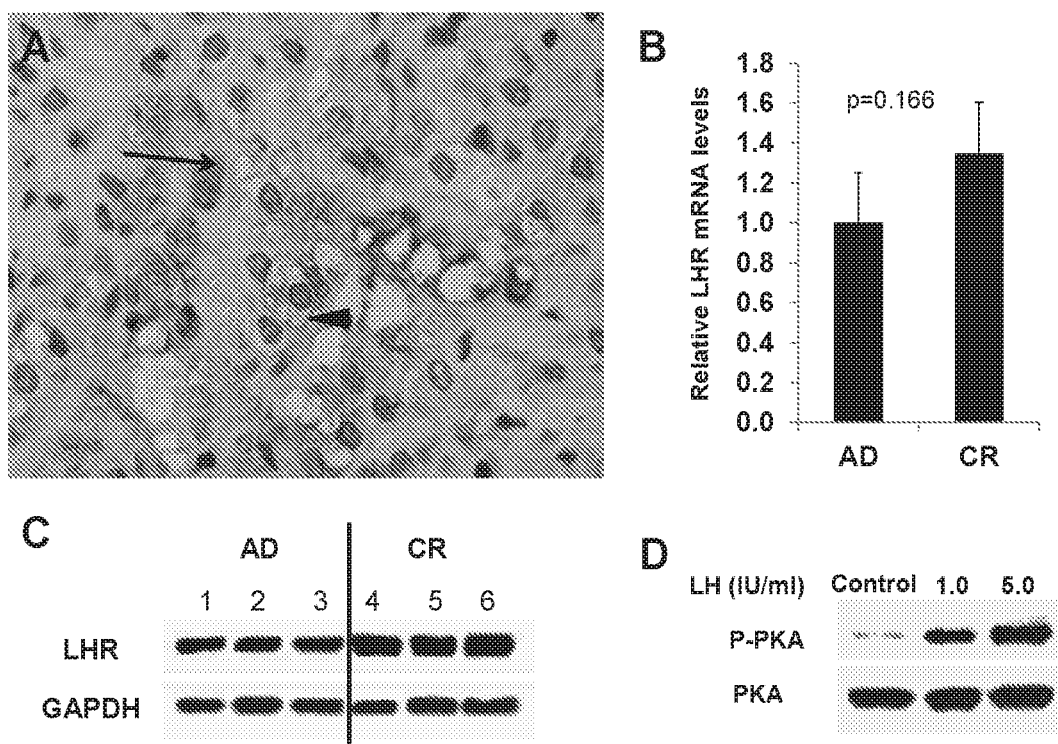 A
B
Relative LHR mRNA levels
1.8
1.6
1.4
1.2
1.0
0.8
0.6
0.4
0.2
0.0
p=0.166
AD CR
C
AD CR
1 2 3 4 5 6
LHR
GAPDH
D
LH (IU/ml) Control 1.0 5.0
P-PKA
PKA